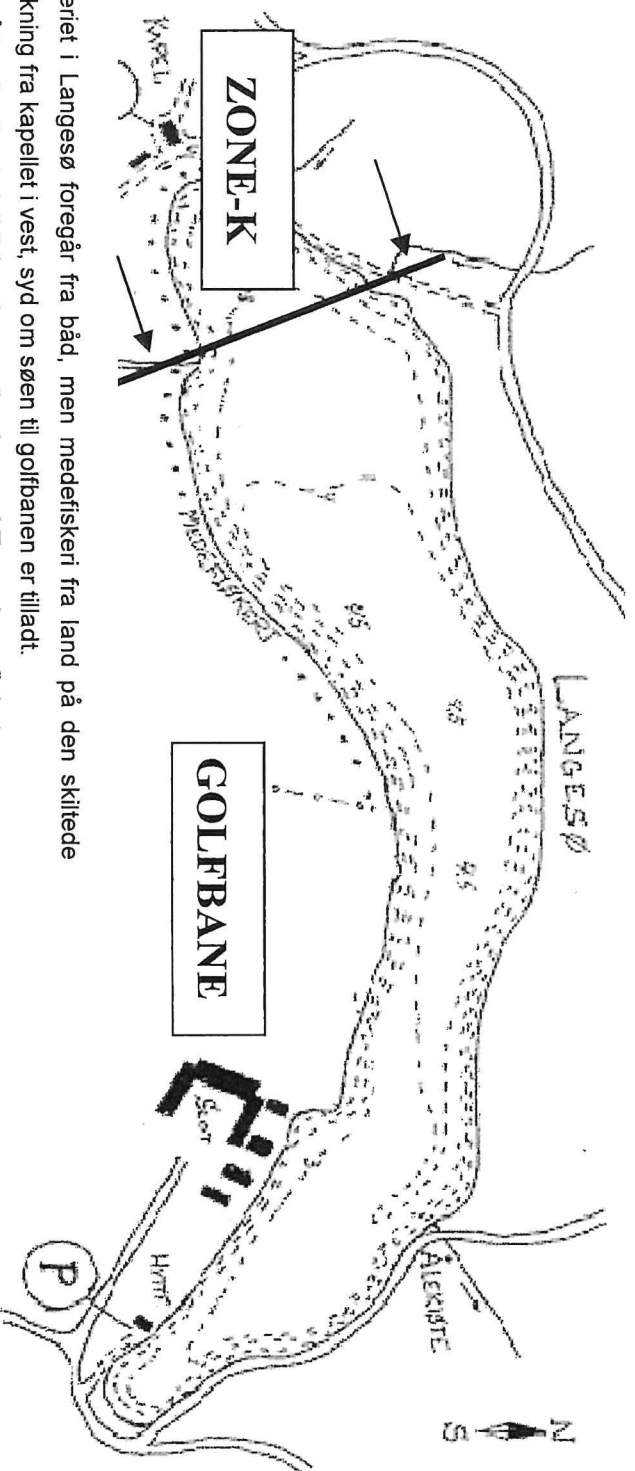 KAPEL
ZONE-K
MEDEFISKERI
LANGESØ
GOLFBANE
SLOT
HYTTE
P
ÅLEKISTE
N
S
eriet i Langesø foregår fra båd, men medefiskeri fra land på den skiltede
kning fra kapellet i vest, syd om søen til golfbanen er tilladt.